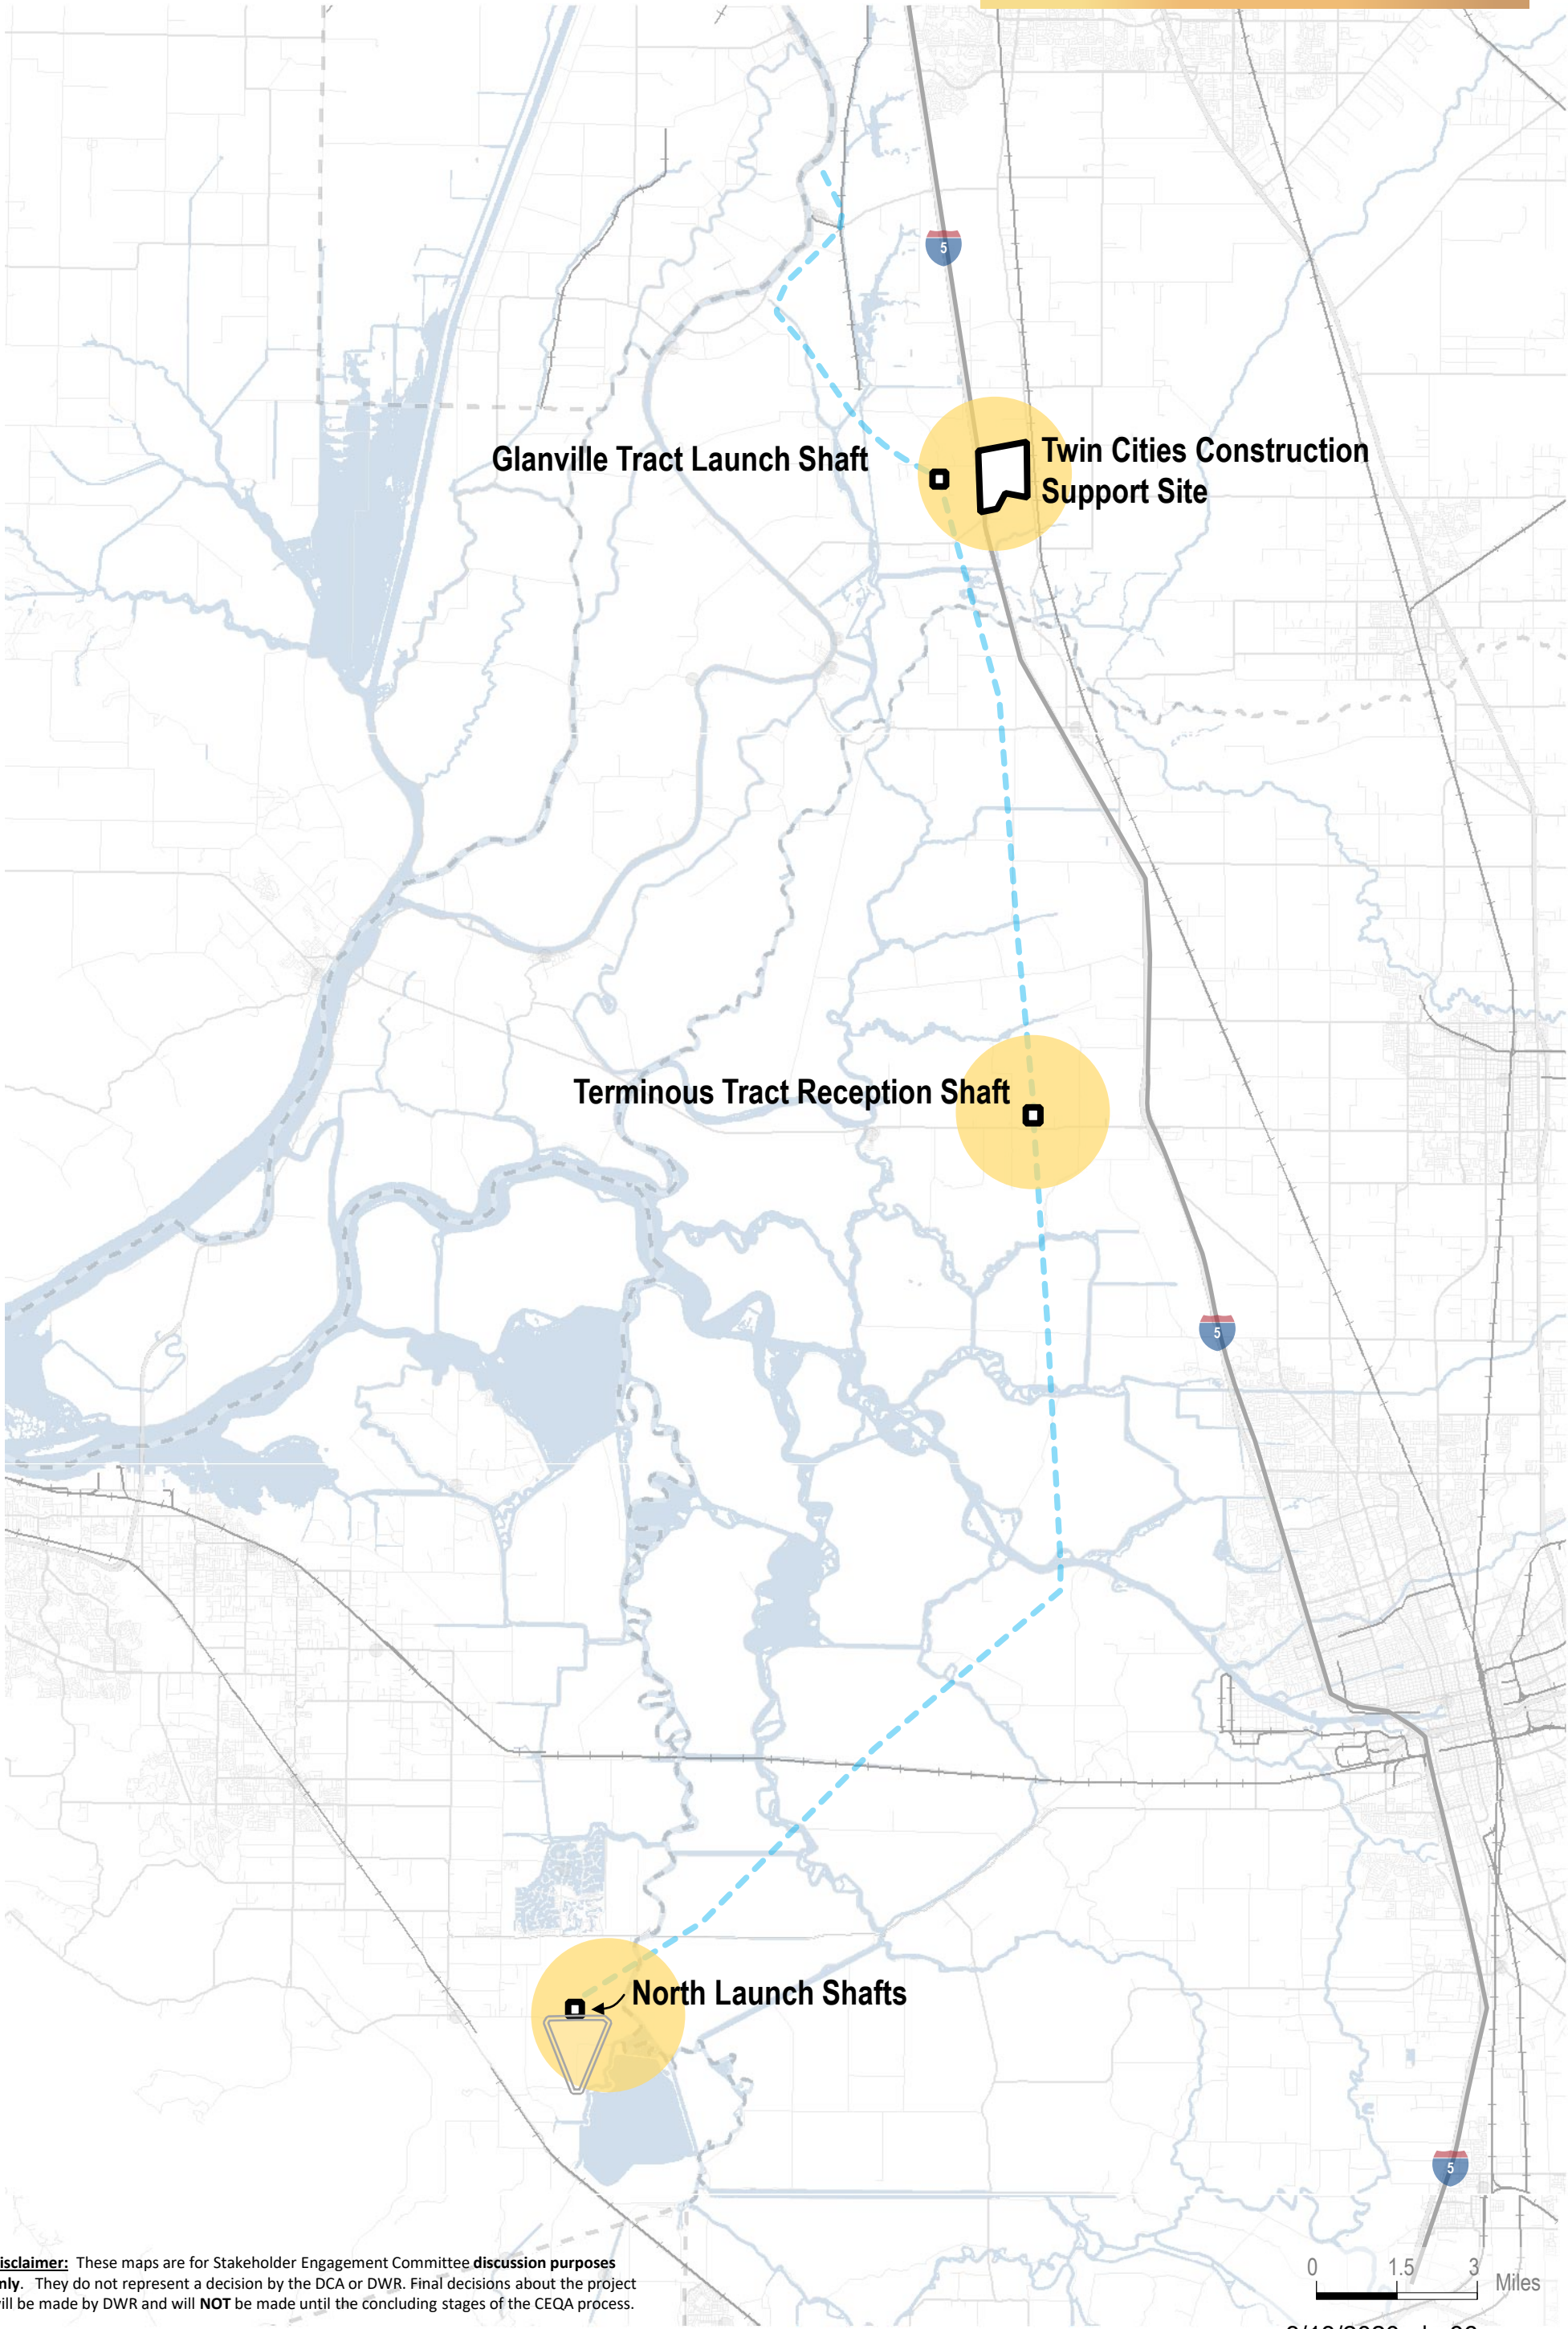 5
Glanville Tract Launch Shaft
Twin Cities Construction
Support Site
Terminous Tract Reception Shaft
5
North Launch Shafts
5
isclaimer: These maps are for Stakeholder Engagement Committee discussion purposes
nly. They do not represent a decision by the DCA or DWR. Final decisions about the project
ill be made by DWR and will NOT be made until the concluding stages of the CEQA process.
0 1.5 3
Miles